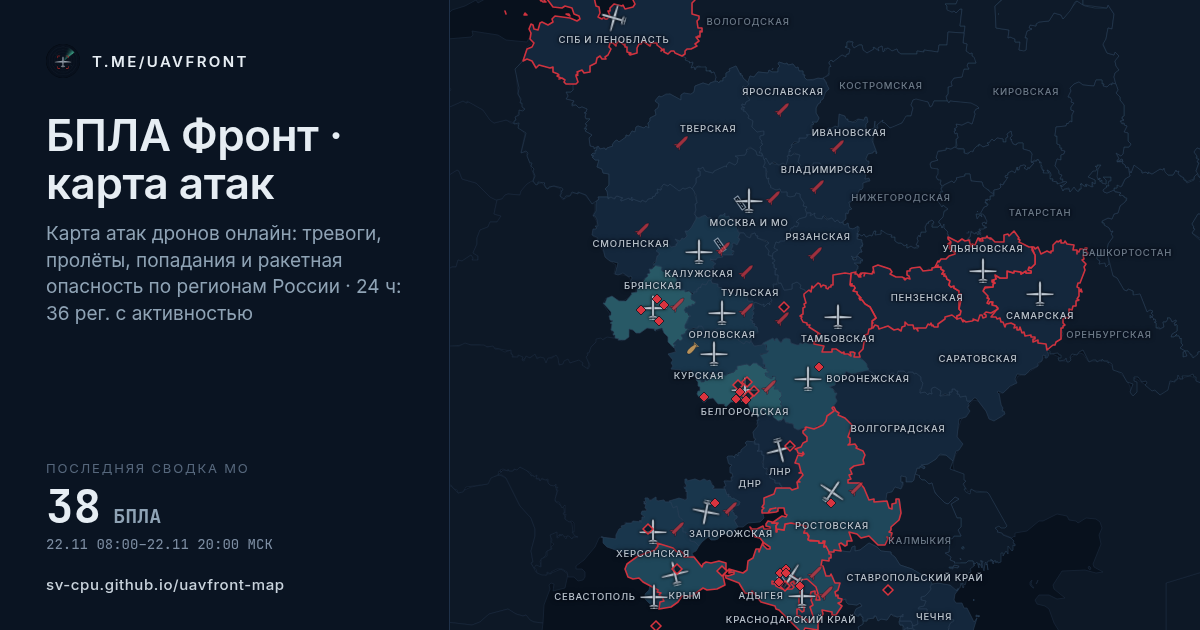 T.ME/UAVFRONT
БПЛА Фронт ·
карта атак
Карта атак дронов онлайн: тревоги,
пролёты, попадания и ракетная
опасность по регионам России · 24 ч:
36 рег. с активностью
ПОСЛЕДНЯЯ СВОДКА МО
38 БПЛА
22.11 08:00–22.11 20:00 МСК
sv-cpu.github.io/uavfront-map
ВОЛОГОДСКАЯ
СПБ И ЛЕНОБЛАСТЬ
КОСТРОМСКАЯ
ЯРОСЛАВСКАЯ
КИРОВСКАЯ
ТВЕРСКАЯ
ИВАНОВСКАЯ
ВЛАДИМИРСКАЯ
НИЖЕГОРОДСКАЯ
ТАТАРСТАН
МОСКВА И МО
РЯЗАНСКАЯ
СМОЛЕНСКАЯ
УЛЬЯНОВСКАЯ
БАШКОРТОСТАН
КАЛУЖСКАЯ
БРЯНСКАЯ
ТУЛЬСКАЯ
ПЕНЗЕНСКАЯ
САМАРСКАЯ
ОРЛОВСКАЯ
ТАМБОВСКАЯ
ОРЕНБУРГСКАЯ
САРАТОВСКАЯ
КУРСКАЯ
ВОРОНЕЖСКАЯ
БЕЛГОРОДСКАЯ
ВОЛГОГРАДСКАЯ
ЛНР
ДНР
РОСТОВСКАЯ
ЗАПОРОЖСКАЯ
КАЛМЫКИЯ
ХЕРСОНСКАЯ
СТАВРОПОЛЬСКИЙ КРАЙ
СЕВАСТОПОЛЬ
КРЫМ
АДЫГЕЯ
ЧЕЧНЯ
КРАСНОДАРСКИЙ КРАЙ